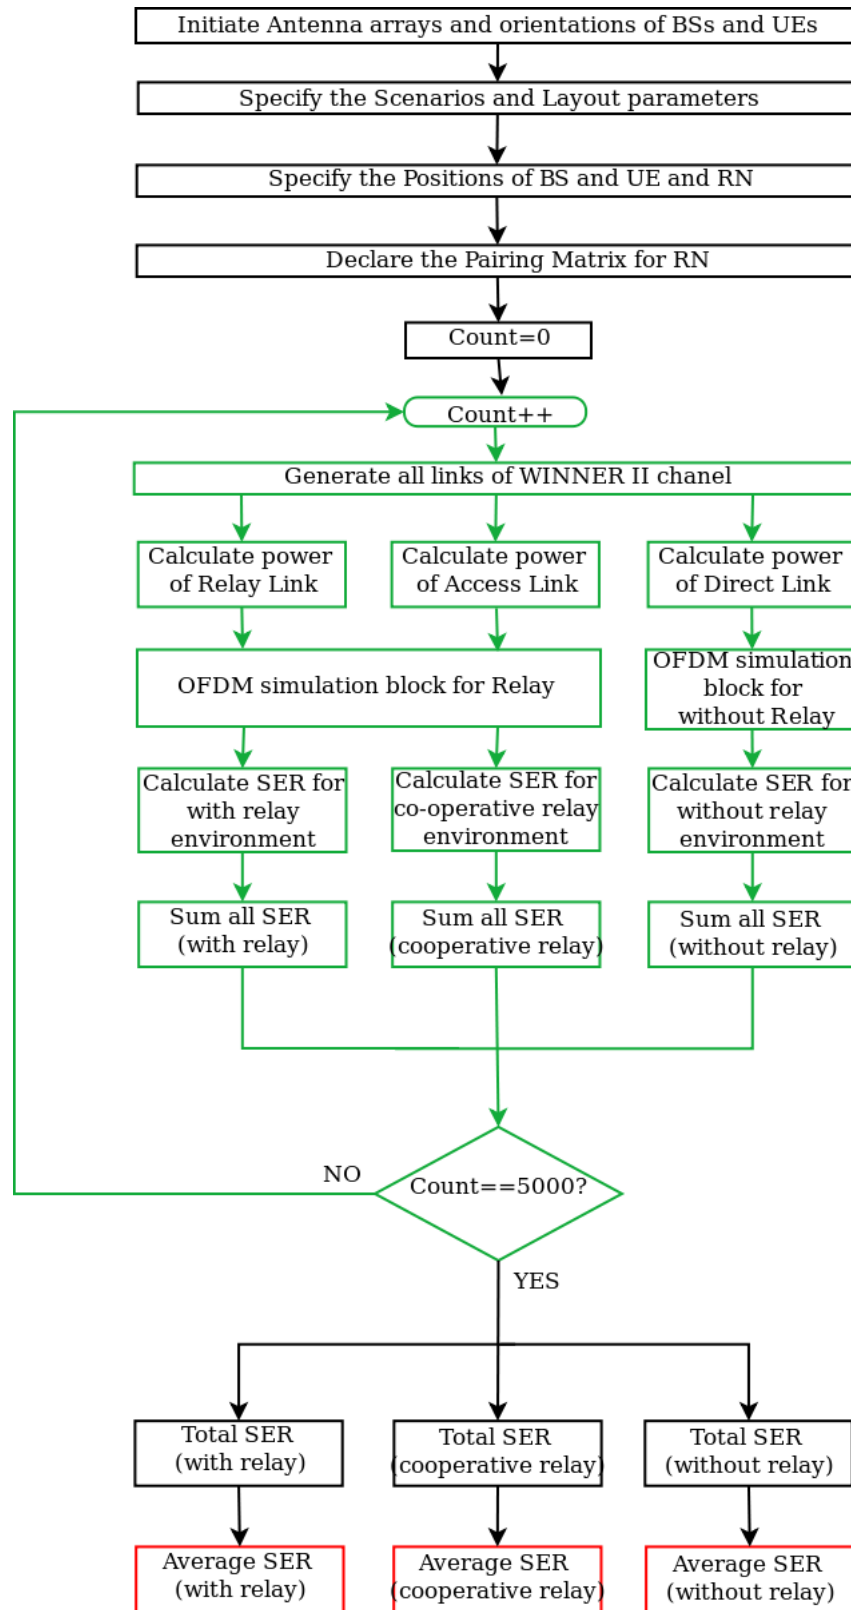 Initiate Antenna arrays and orientations of BSs and UEs
Specify the Scenarios and Layout parameters
Specify the Positions of BS and UE and RN
Declare the Pairing Matrix for RN
Count=0
Count++
Generate all links of WINNER II chanel
Calculate power
of Relay Link
Calculate power
of Access Link
Calculate power
of Direct Link
OFDM simulation block for Relay
OFDM simulation
block for
without Relay
Calculate SER for
with relay
environment
Calculate SER for
co-operative relay
environment
Calculate SER for
without relay
environment
Sum all SER
(with relay)
Sum all SER
(cooperative relay)
Sum all SER
(without relay)
Count==5000?
NO
YES
Total SER
(with relay)
Total SER
(cooperative relay)
Total SER
(without relay)
Average SER
(with relay)
Average SER
(cooperative relay)
Average SER
(without relay)